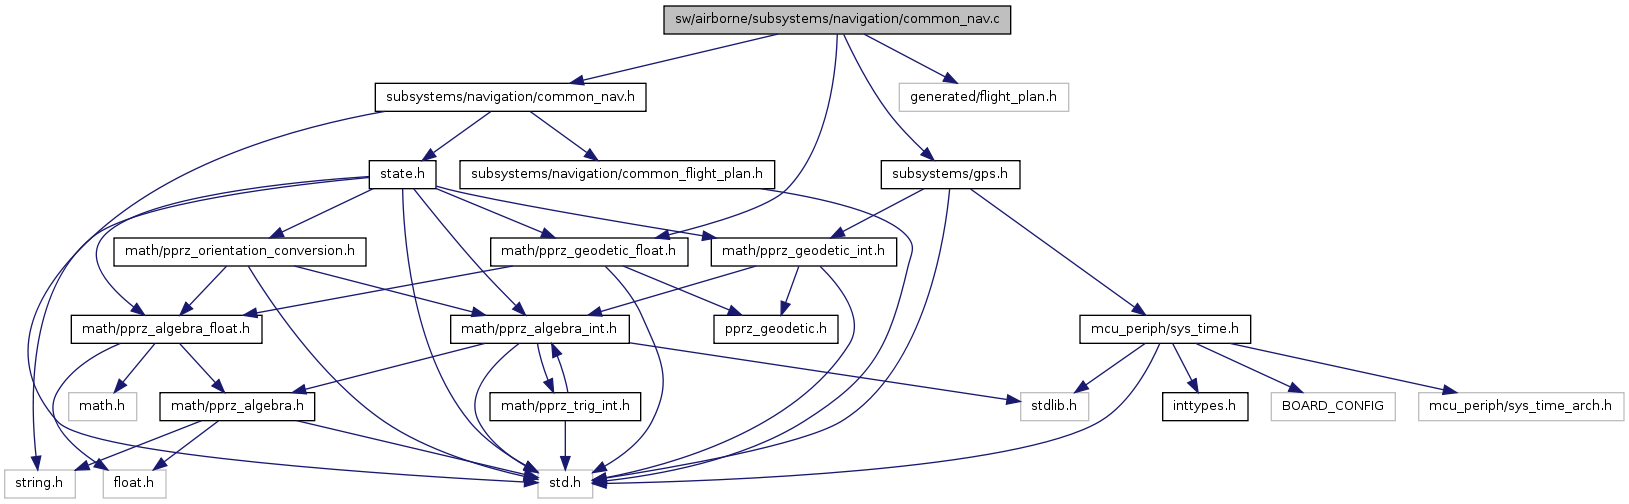 sw/airborne/subsystems/navigation/common_nav.c
subsystems/navigation/common_nav.h
generated/flight_plan.h
state.h
subsystems/navigation/common_flight_plan.h
subsystems/gps.h
math/pprz_orientation_conversion.h
math/pprz_geodetic_float.h
math/pprz_geodetic_int.h
math/pprz_algebra_float.h
math/pprz_algebra_int.h
pprz_geodetic.h
mcu_periph/sys_time.h
math.h
math/pprz_algebra.h
math/pprz_trig_int.h
stdlib.h
inttypes.h
BOARD_CONFIG
mcu_periph/sys_time_arch.h
string.h
float.h
std.h